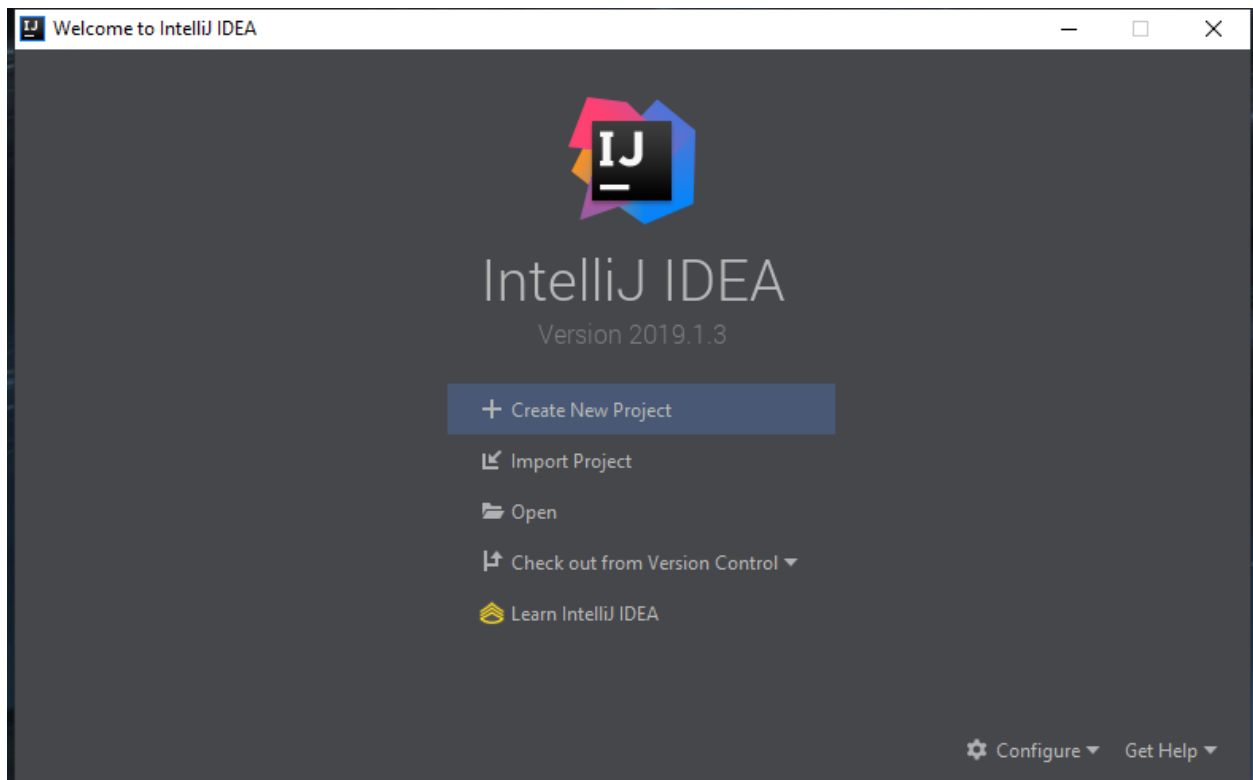 Welcome to IntelliJ IDEA
IJ
IntelliJ IDEA
Version 2019.1.3
Create New Project
Import Project
Open
Check out from Version Control
Learn IntelliJ IDEA
Configure Get Help